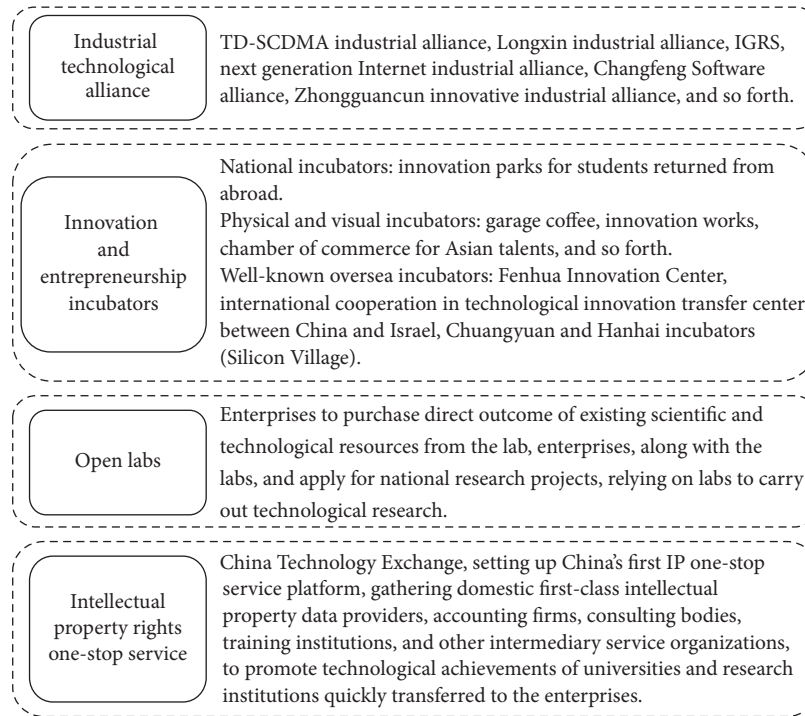 Industrial
technological
alliance
TD-SCDMA industrial alliance, Longxin industrial alliance, IGRS,
next generation Internet industrial alliance, Changfeng Software
alliance, Zhongguancun innovative industrial alliance, and so forth.
Innovation
and
entrepreneurship
incubators
National incubators: innovation parks for students returned from
abroad.
Physical and visual incubators: garage coffee, innovation works,
chamber of commerce for Asian talents, and so forth.
Well-known oversea incubators: Fenhua Innovation Center,
international cooperation in technological innovation transfer center
between China and Israel, Chuangyuan and Hanhai incubators
(Silicon Village).
Open labs
Enterprises to purchase direct outcome of existing scientific and
technological resources from the lab, enterprises, along with the
labs, and apply for national research projects, relying on labs to carry
out technological research.
Intellectual
property rights
one-stop service
China Technology Exchange, setting up China's first IP one-stop
service platform, gathering domestic first-class intellectual
property data providers, accounting firms, consulting bodies,
training institutions, and other intermediary service organizations,
to promote technological achievements of universities and research
institutions quickly transferred to the enterprises.